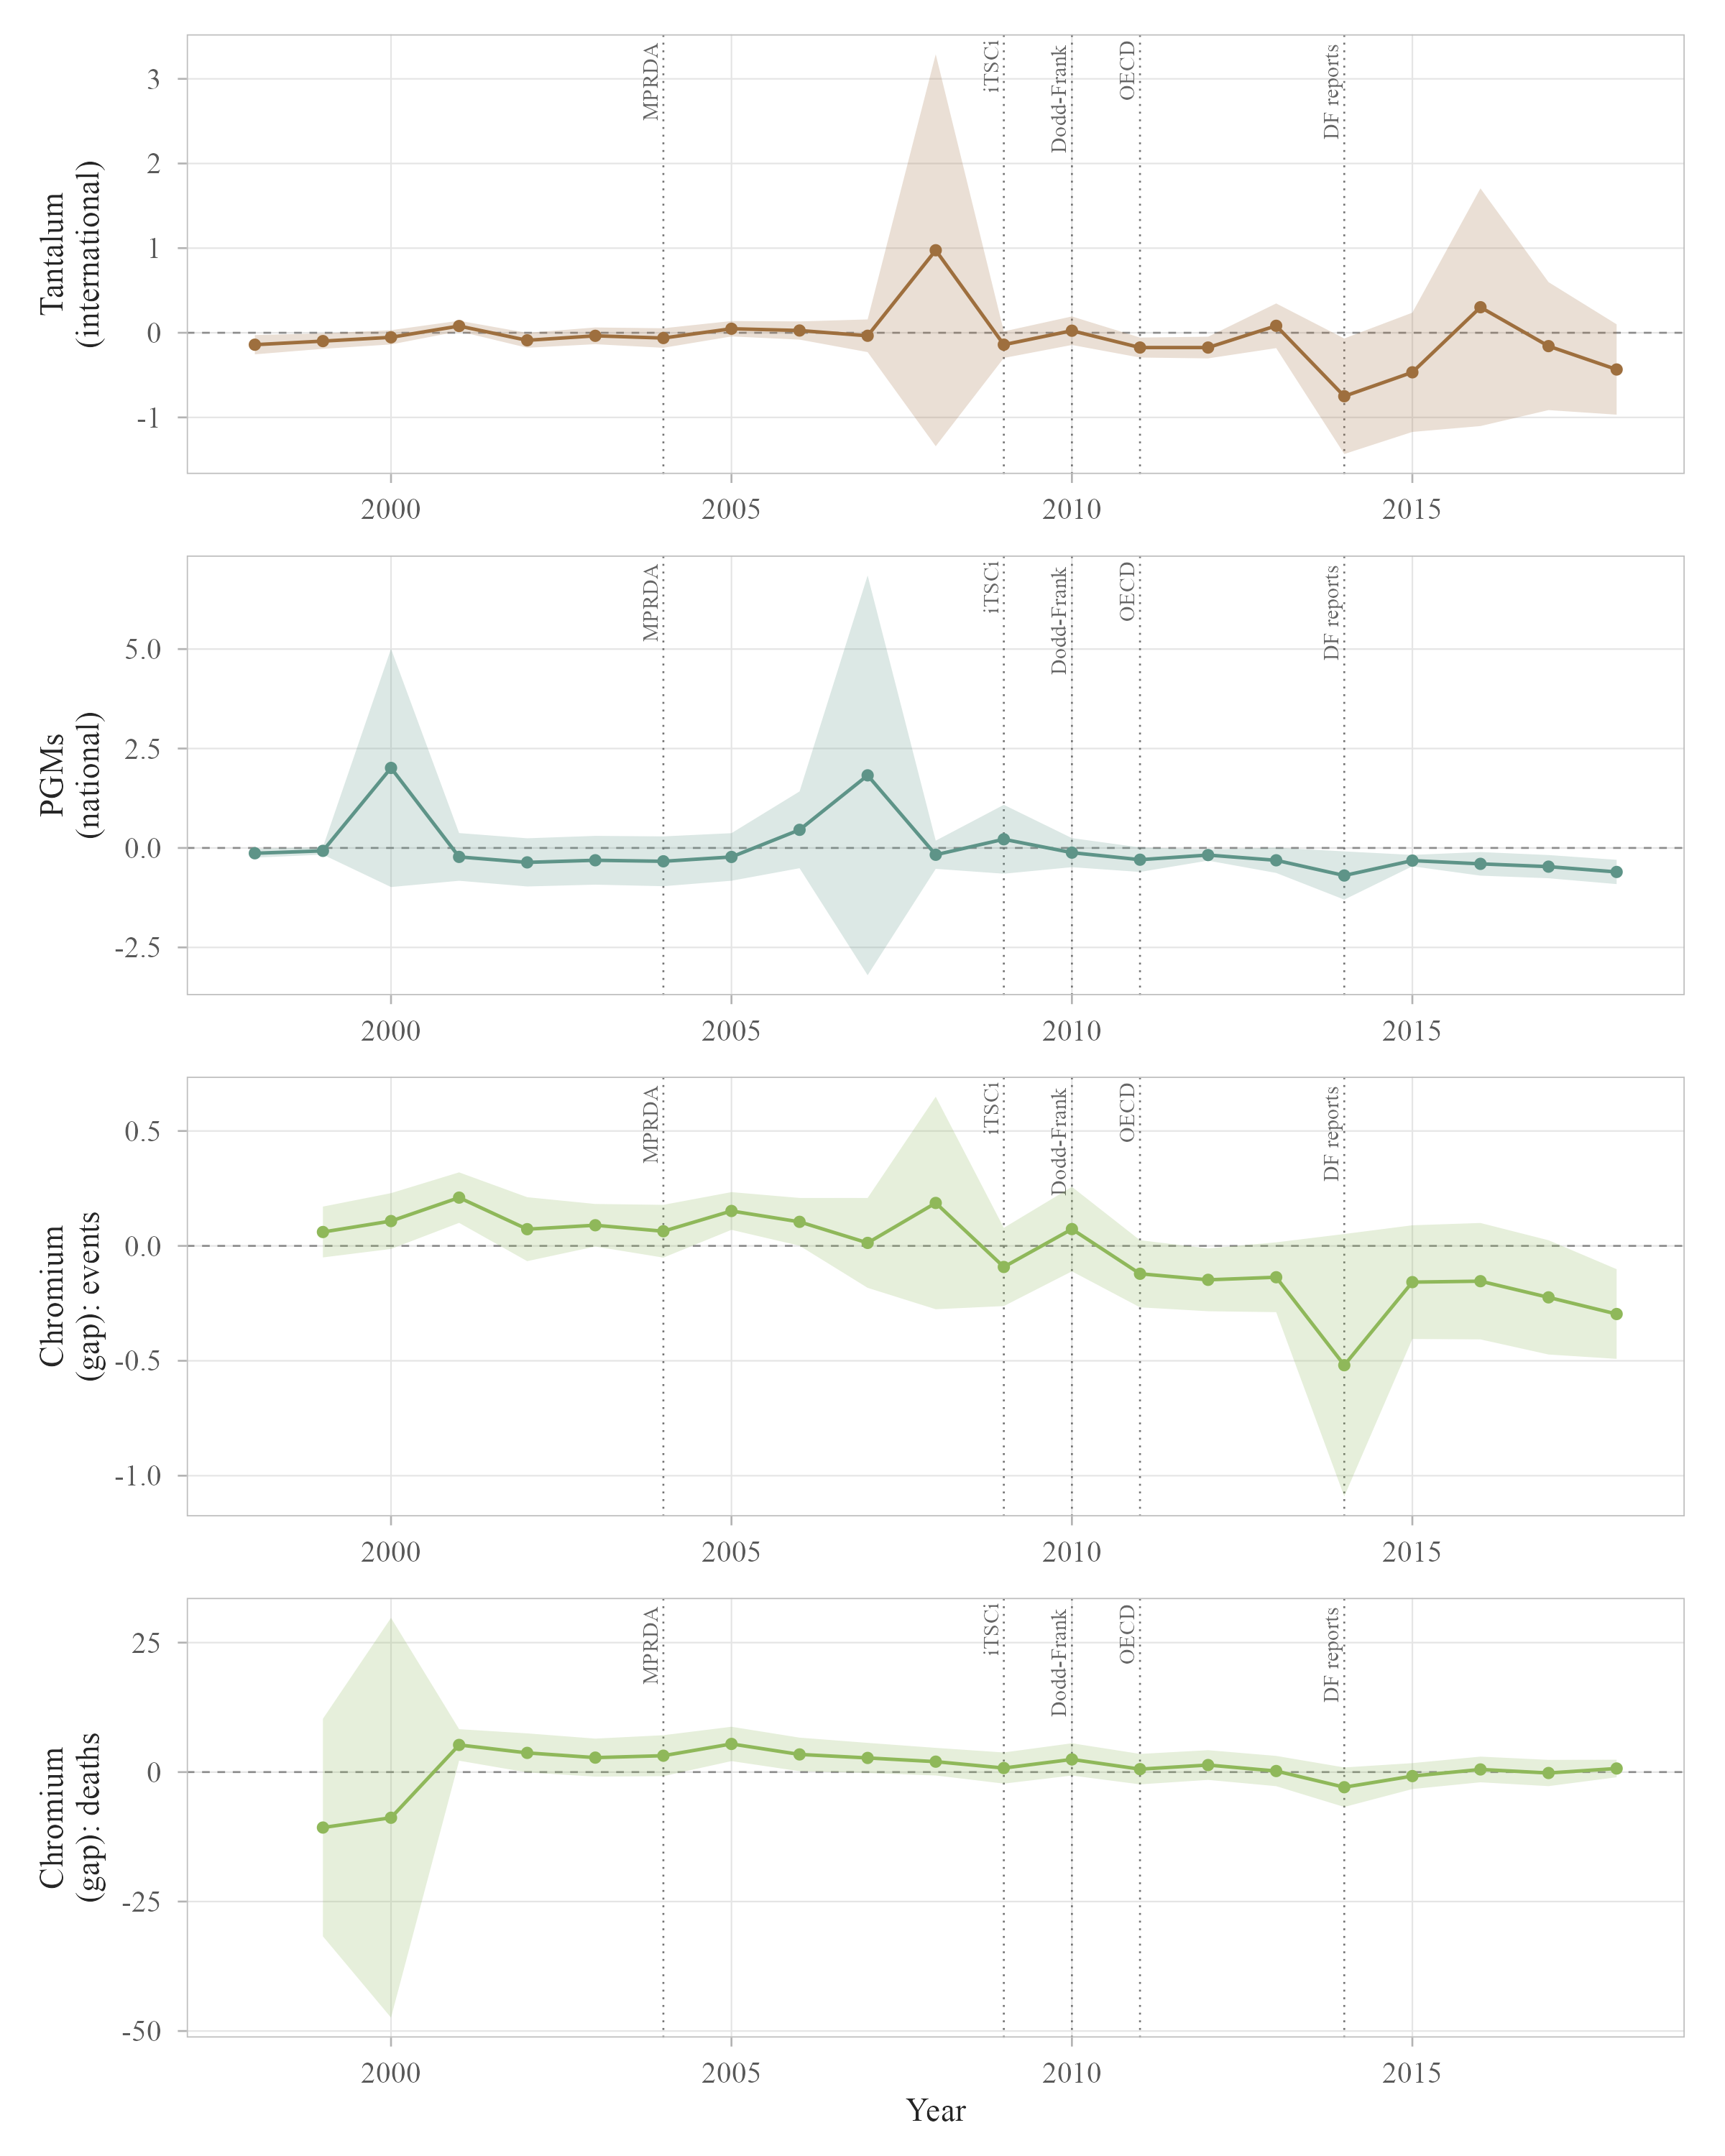 Tantalum
(international)
3
2
1
0
-1
MPRDA
iTSCi
Dodd-Frank
OECD
DF reports
2000
2005
2010
2015
PGMs
(national)
5.0
2.5
0.0
-2.5
MPRDA
iTSCi
Dodd-Frank
OECD
DF reports
2000
2005
2010
2015
Chromium
(gap): events
0.5
0.0
-0.5
-1.0
MPRDA
iTSCi
Dodd-Frank
OECD
DF reports
2000
2005
2010
2015
Chromium
(gap): deaths
25
0
-25
-50
MPRDA
iTSCi
Dodd-Frank
OECD
DF reports
2000
2005
2010
2015
Year